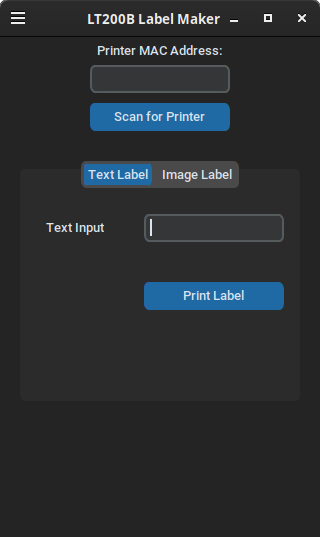 LT200B Label Maker
Printer MAC Address:
Scan for Printer
Text Label Image Label
Text Input
Print Label